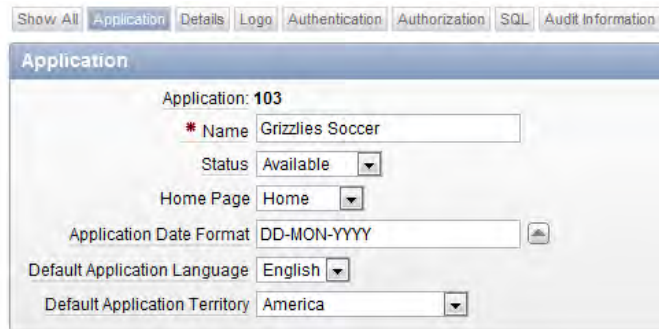 Show All Application Details Logo Authentication Authorization SQL Audit Information
Application
Application: 103
* Name Grizzlies Soccer
Status Available
Home Page Home
Application Date Format DD-MON-YYYY
Default Application Language English
Default Application Territory America